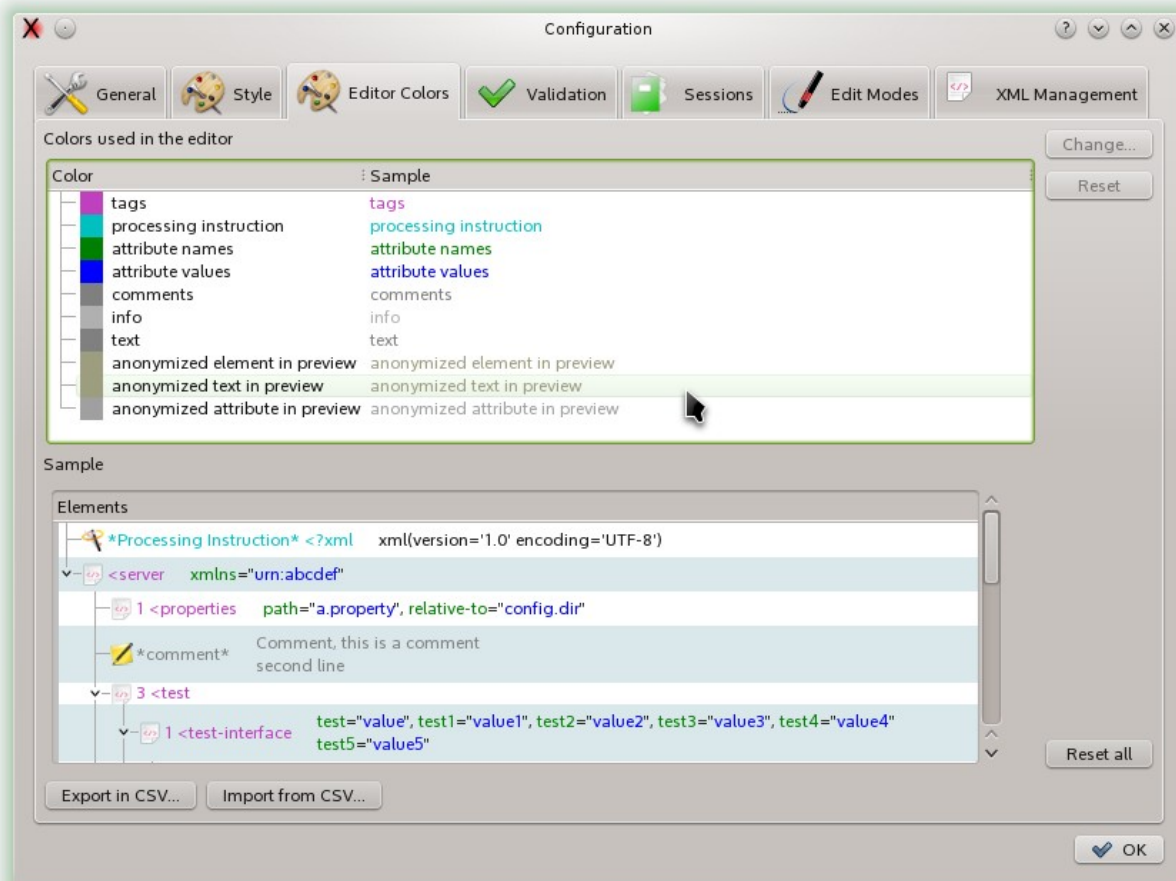 Configuration
General Style Editor Colors Validation Sessions Edit Modes XML Management
Colors used in the editor
Change...
Color Sample
Reset
tags tags
processing instruction processing instruction
attribute names attribute names
attribute values attribute values
comments comments
info info
text text
anonymized element in preview anonymized element in preview
anonymized text in preview anonymized text in preview
anonymized attribute in preview anonymized attribute in preview
Sample
Elements
*Processing Instruction* <?xml xml(version='1.0' encoding='UTF-8')
<server xmlns="urn:abcdef"
1 <properties path="a.property", relative-to="config.dir"
*comment* Comment, this is a comment
second line
3 <test
1 <test-interface test="value", test1="value1", test2="value2", test3="value3", test4="value4"
test5="value5"
Reset all
Export in CSV... Import from CSV...
OK